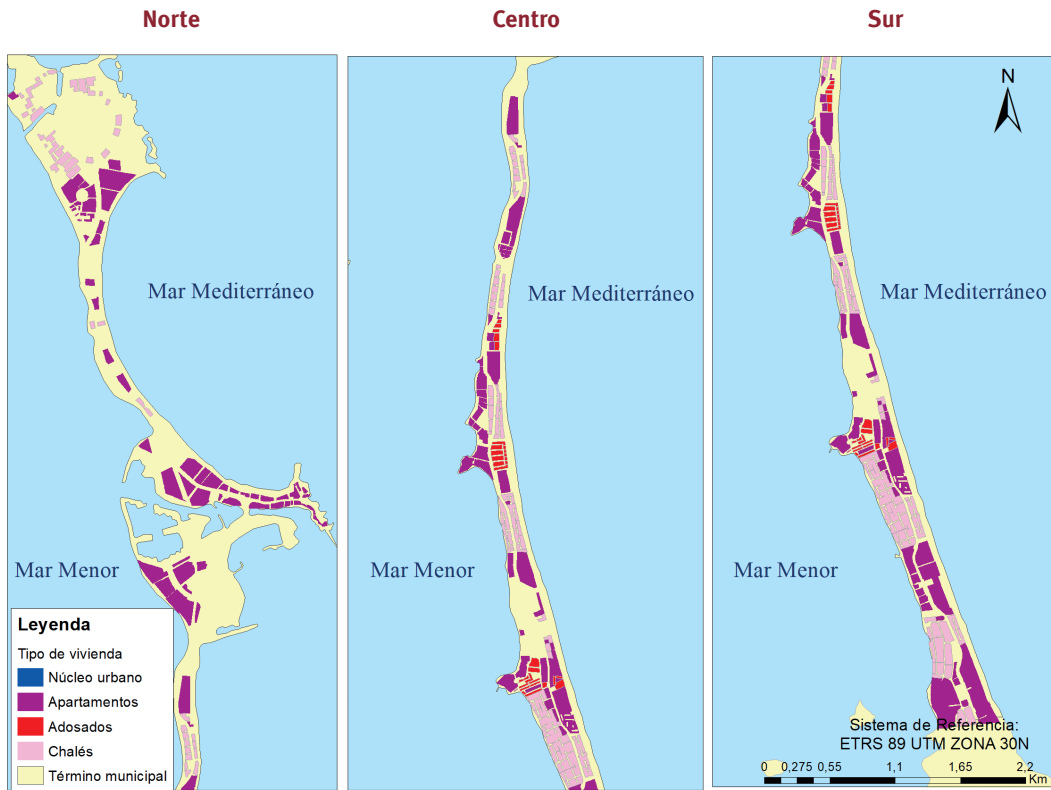 Norte
Centro
Sur
N
Mar Mediterráneo
Mar Mediterráneo
Mar Mediterráneo
Mar Menor
Mar Menor
Mar Menor
Leyenda
Tipo de vivienda
Núcleo urbano
Apartamentos
Adosados
Chalés
Término municipal
Sistema de Referencia:
ETRS 89 UTM ZONA 30N
0 0,275 0,55 1,1 1,65 2,2
Km